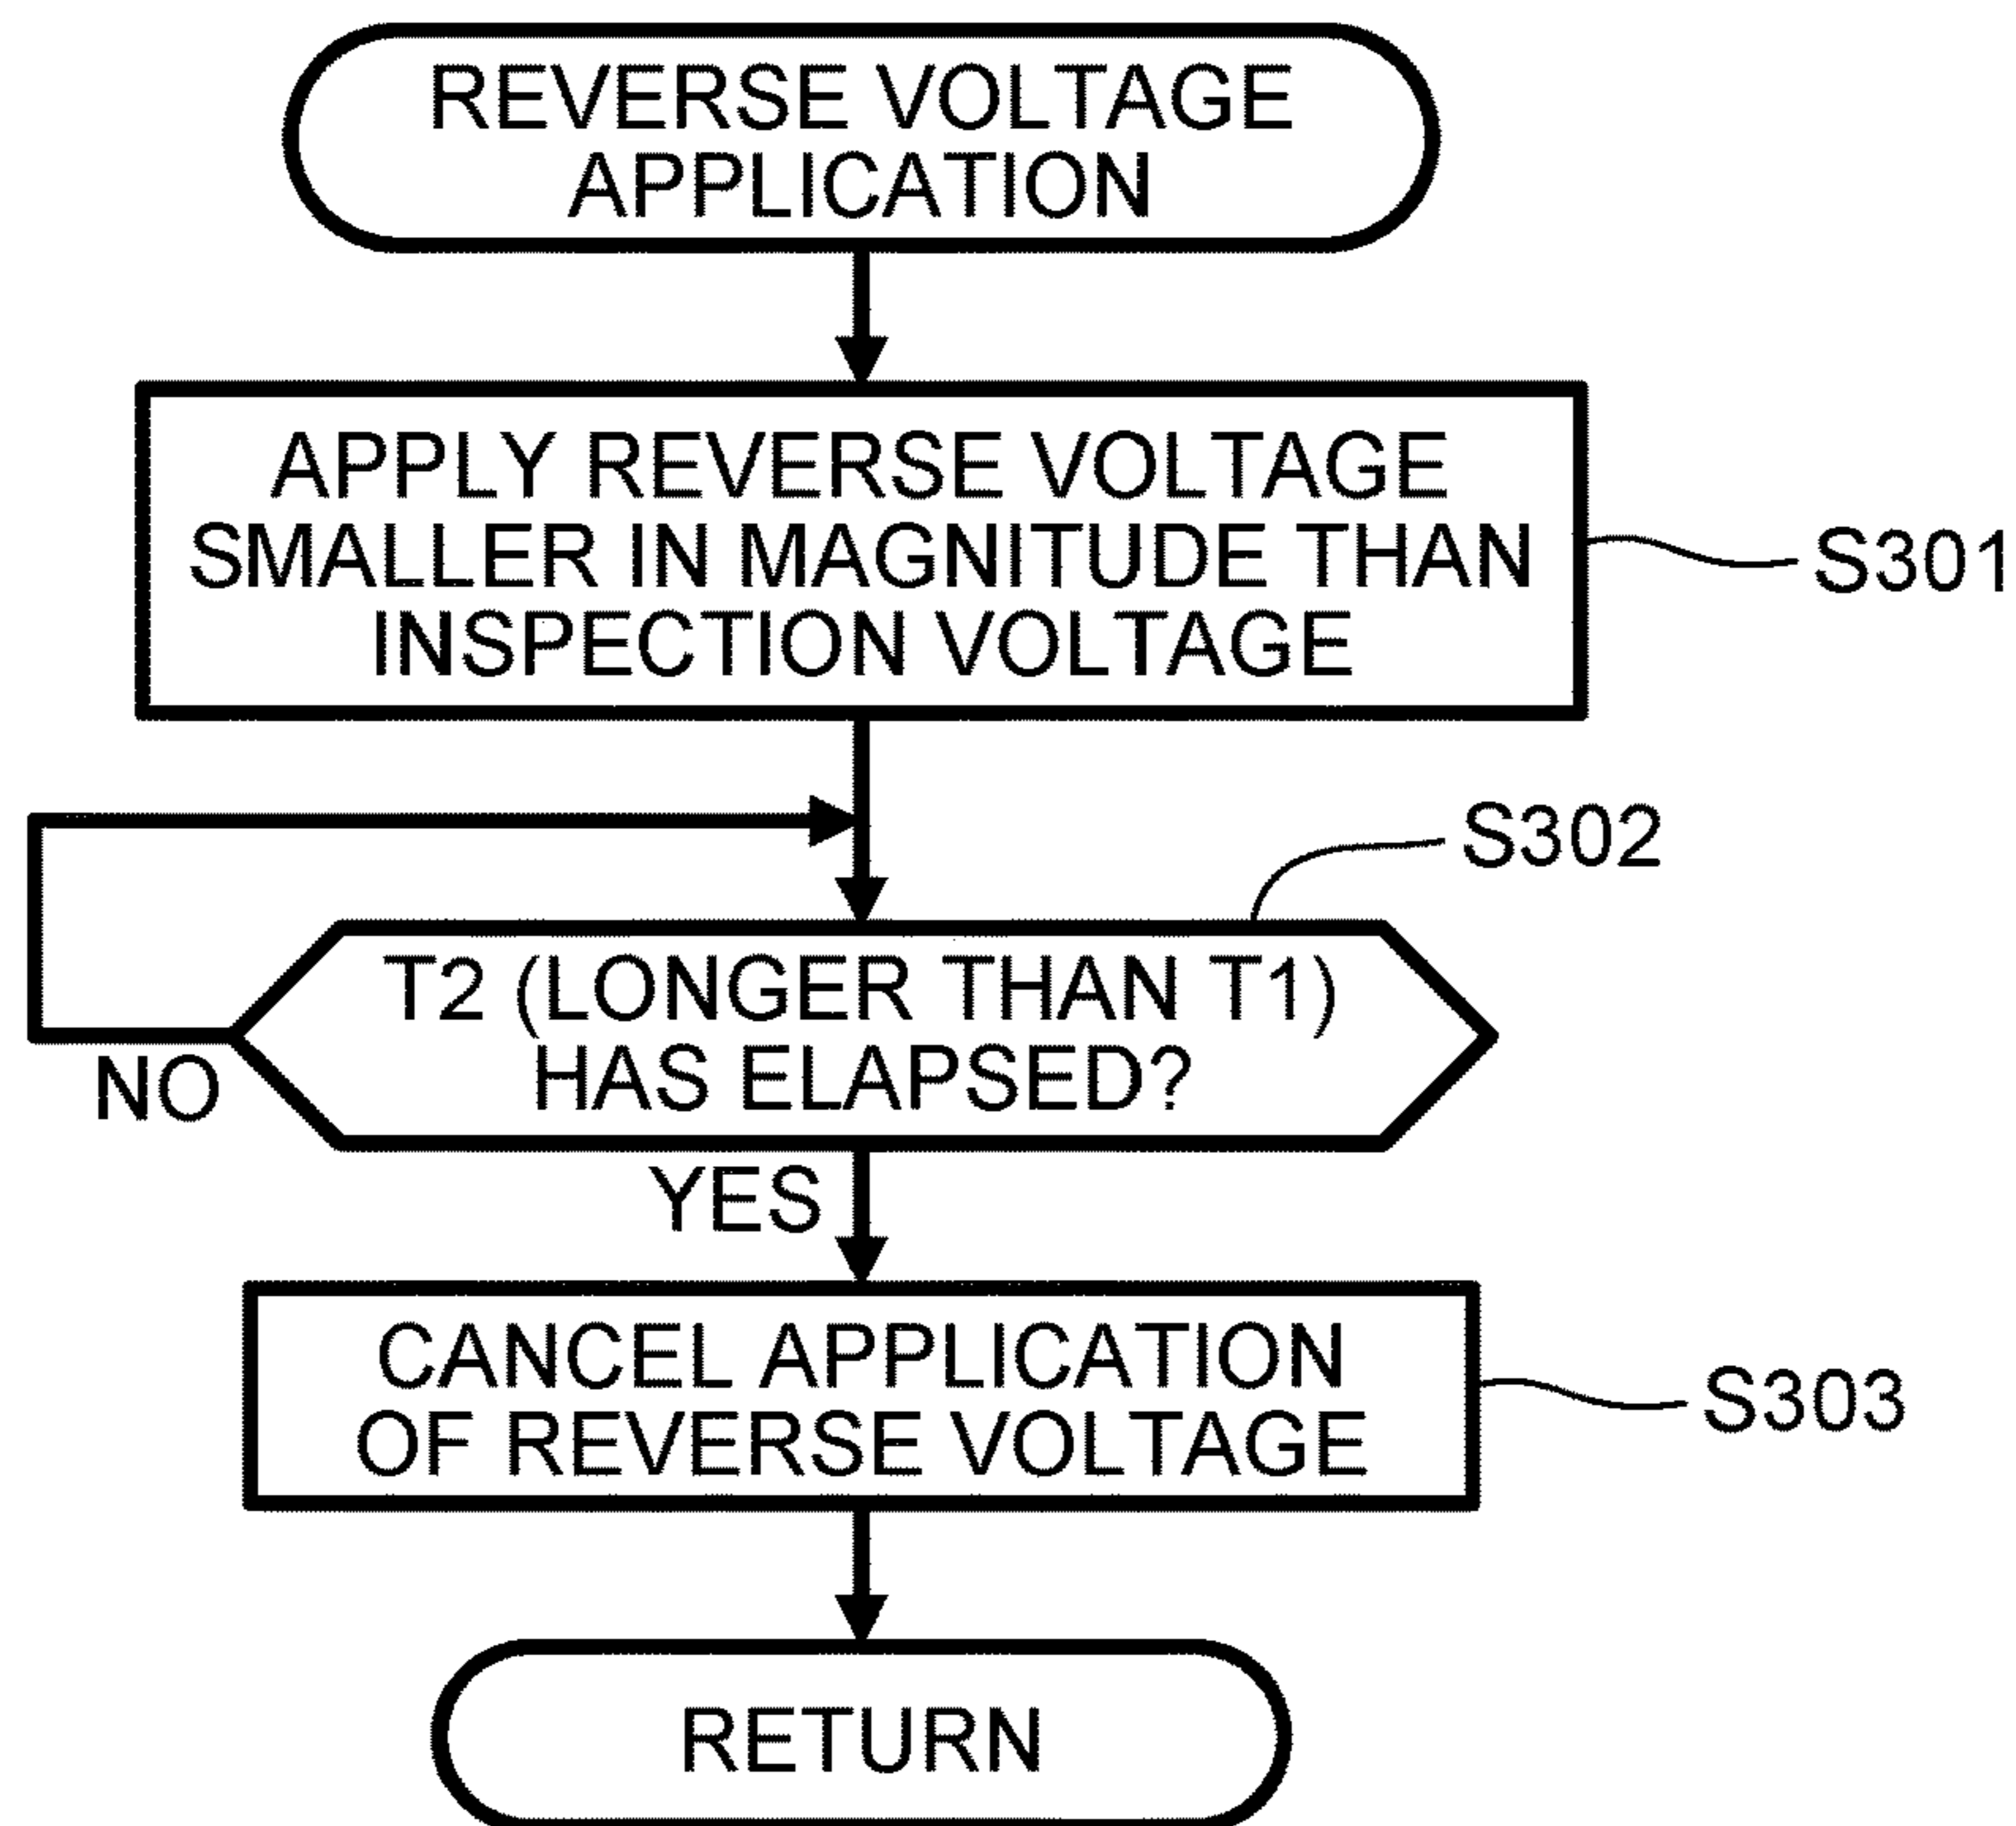 REVERSE VOLTAGE
APPLICATION
APPLY REVERSE VOLTAGE
SMALLER IN MAGNITUDE THAN
INSPECTION VOLTAGE
S301
S302
T2 (LONGER THAN T1)
HAS ELAPSED?
NO
YES
CANCEL APPLICATION
OF REVERSE VOLTAGE
S303
RETURN